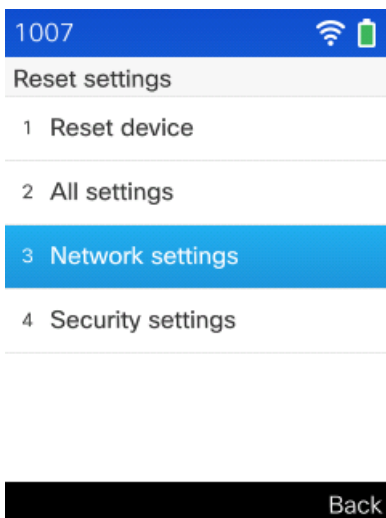 1007
Reset settings
1 Reset device
2 All settings
3 Network settings
4 Security settings
Back